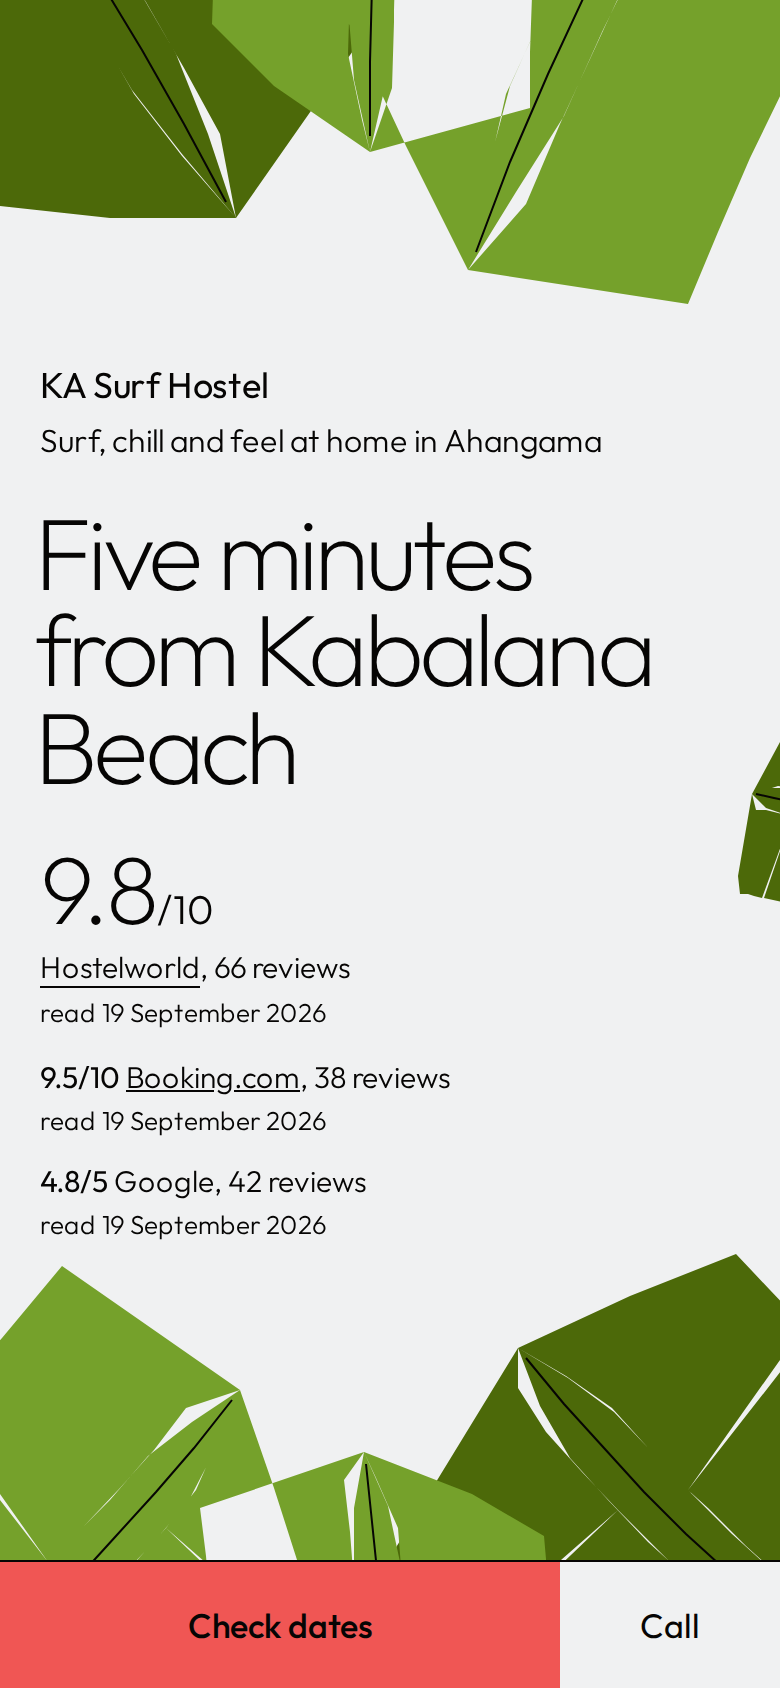 KA Surf Hostel
Surf, chill and feel at home in Ahangama
Five minutes
from Kabalana
Beach
9.8/10
Hostelworld, 66 reviews
read 19 September 2026
9.5/10 Booking.com, 38 reviews
read 19 September 2026
4.8/5 Google, 42 reviews
read 19 September 2026
Check dates
Call